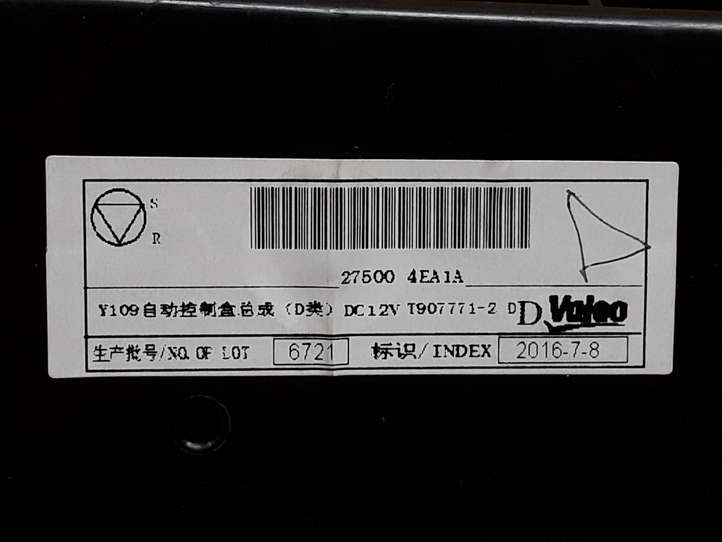 S
R
27500 4EA1A
Y109自动控制盒总成（D类）DC12V T907771-2 D D Valeo
生产批号/NO. OF LOT 6721 标识/INDEX 2016-7-8